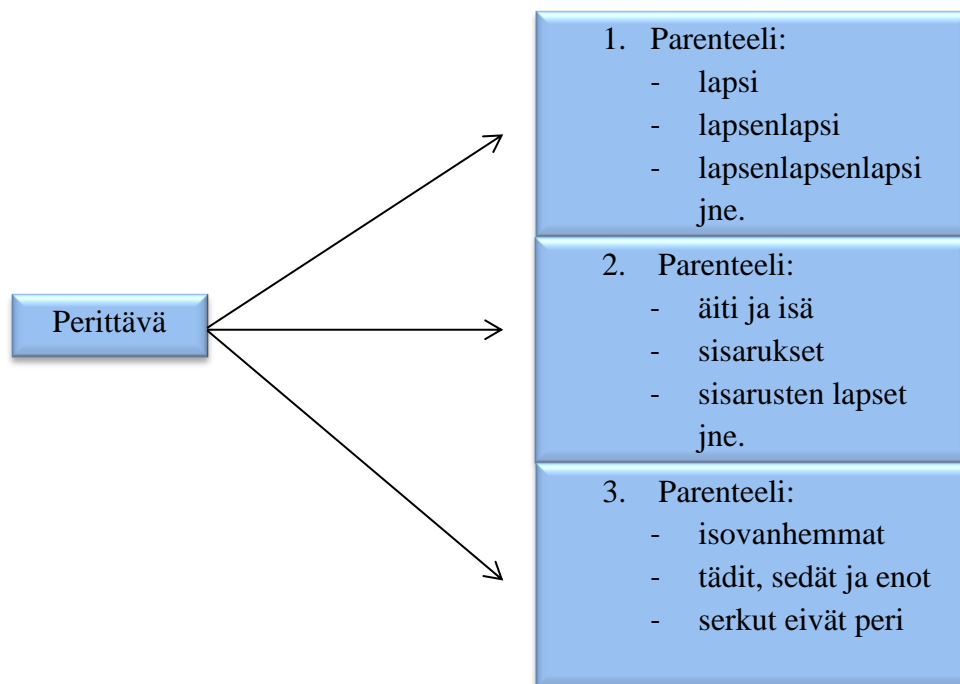 1. Parenteeli:
- lapsi
- lapsenlapsi
- lapsenlapsenlapsi
jne.
Perittävä
2. Parenteeli:
- äiti ja isä
- sisarukset
- sisarusten lapset
jne.
3. Parenteeli:
- isovanhemmat
- tädit, sedät ja enot
- serkut eivät peri